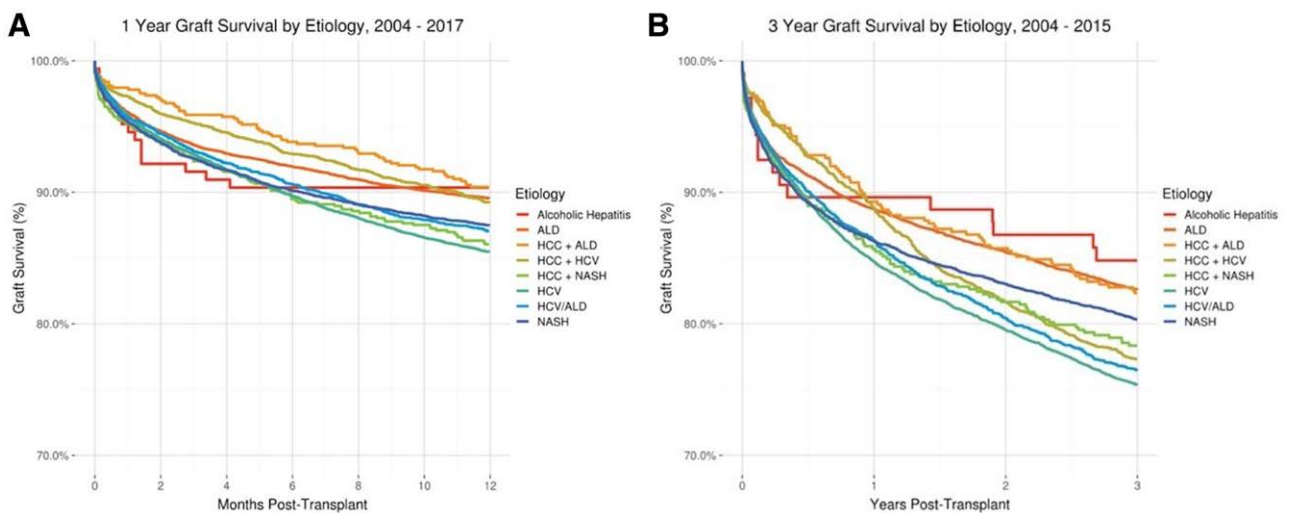 A
1 Year Graft Survival by Etiology, 2004 - 2017
100.0%
90.0%
80.0%
70.0%
Graft Survival (%)
0 2 4 6 8 10 12
Months Post-Transplant
Etiology
Alcoholic Hepatitis
ALD
HCC + ALD
HCC + HCV
HCC + NASH
HCV
HCV/ALD
NASH
B
3 Year Graft Survival by Etiology, 2004 - 2015
100.0%
90.0%
80.0%
70.0%
Graft Survival (%)
0 1 2 3
Years Post-Transplant
Etiology
Alcoholic Hepatitis
ALD
HCC + ALD
HCC + HCV
HCC + NASH
HCV
HCV/ALD
NASH